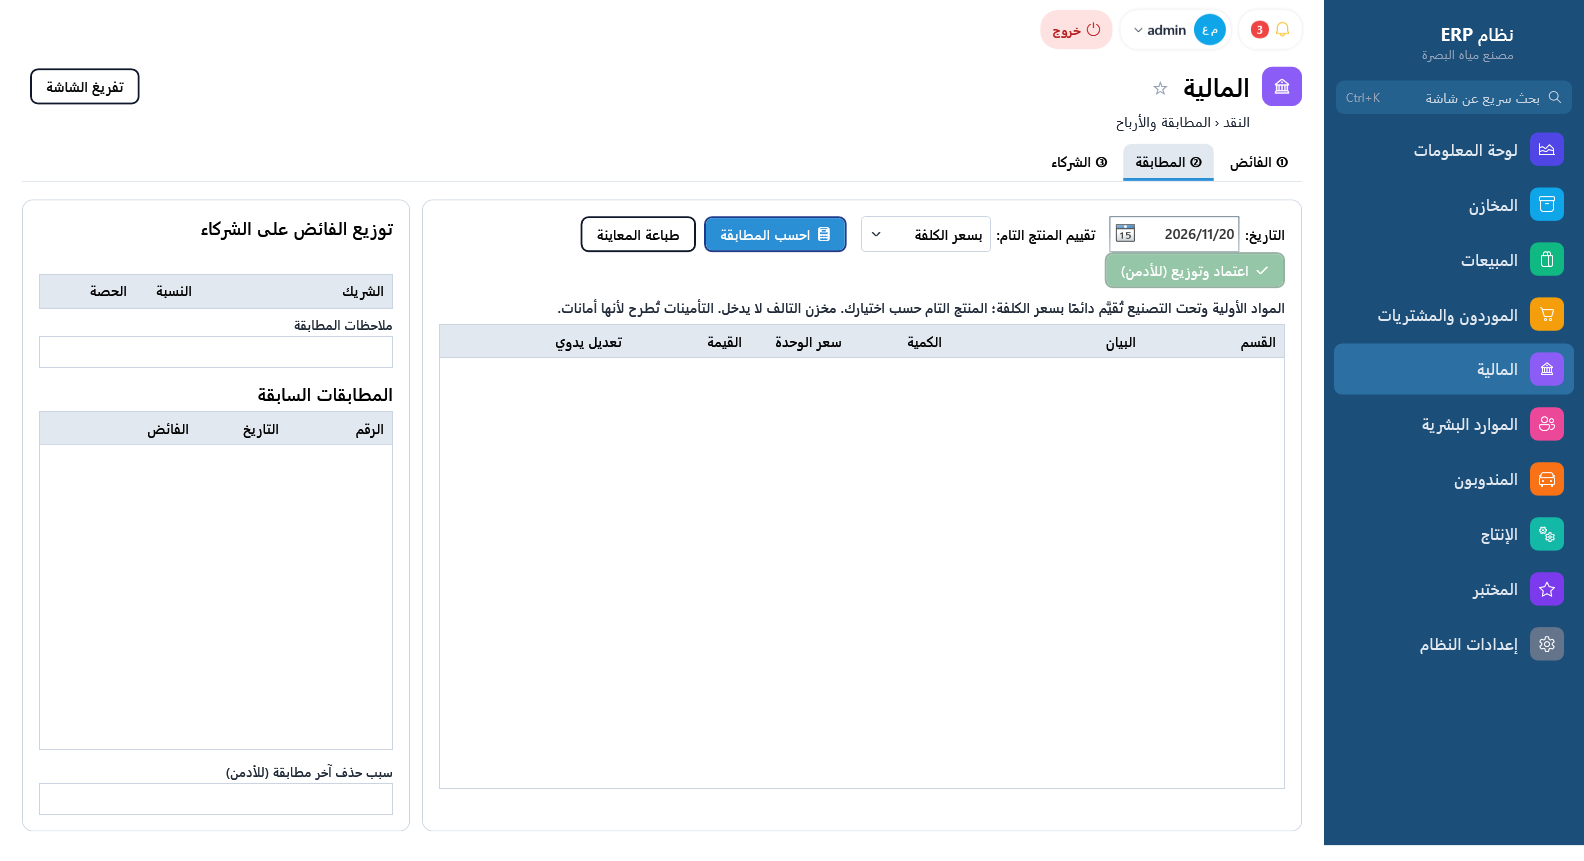 نظام ERP
مصنع مياه البصرة
بحث سريع عن شاشة Ctrl+K
لوحة المعلومات
المخازن
المبيعات
الموردون والمشتريات
المالية
الموارد البشرية
المندوبون
الإنتاج
المختبر
إعدادات النظام
3
م ع admin
خروج
المالية
النقد › المطابقة والأرباح
تفريغ الشاشة
① الفائض
② المطابقة
③ الشركاء
التاريخ: 2026/11/20 15 تقييم المنتج التام: بسعر الكلفة احسب المطابقة طباعة المعاينة
اعتماد وتوزيع (للأدمن)
المواد الأولية وتحت التصنيع تُقيَّم دائمًا بسعر الكلفة؛ المنتج التام حسب اختيارك. مخزن التالف لا يدخل. التأمينات تُطرح لأنها أمانات.
القسم البيان الكمية سعر الوحدة القيمة تعديل يدوي
توزيع الفائض على الشركاء
الشريك النسبة الحصة
ملاحظات المطابقة
المطابقات السابقة
الرقم التاريخ الفائض
سبب حذف آخر مطابقة (للأدمن)